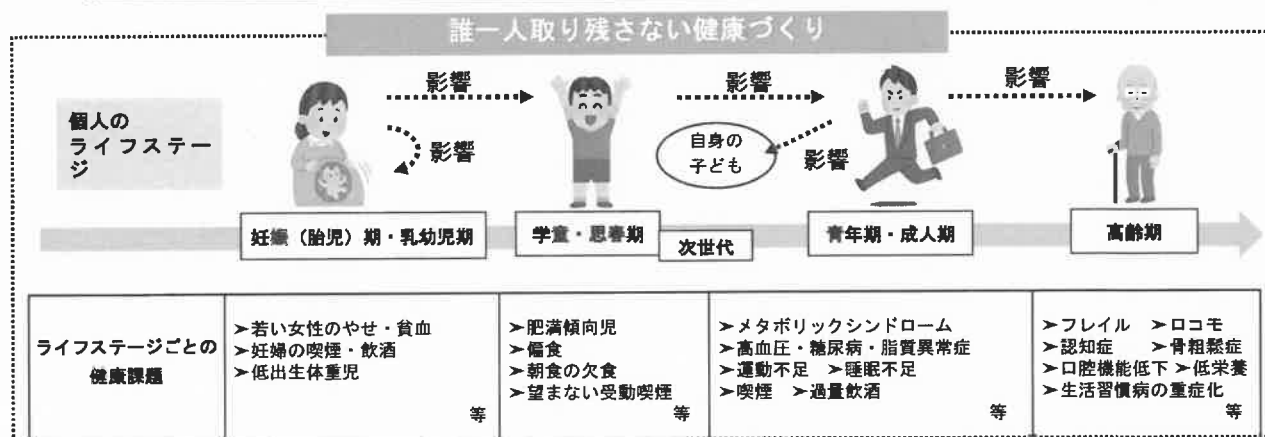 誰一人取り残さない健康づくり
個人の
ライフステー
ジ
影響
影響
影響
自身の
子ども
影響
影響
妊娠（胎児）期・乳幼児期
学童・思春期
次世代
青年期・成人期
高齢期
ライフステージごとの
健康課題
➢若い女性のやせ・貧血
➢妊婦の喫煙・飲酒
➢低出生体重児
等
➢肥満傾向児
➢偏食
➢朝食の欠食
➢望まない受動喫煙
等
➢メタボリックシンドローム
➢高血圧・糖尿病・脂質異常症
➢運動不足 ➢睡眠不足
➢喫煙 ➢過量飲酒
等
➢フレイル ➢ロコモ
➢認知症 ➢骨粗鬆症
➢口腔機能低下 ➢低栄養
➢生活習慣病の重症化
等